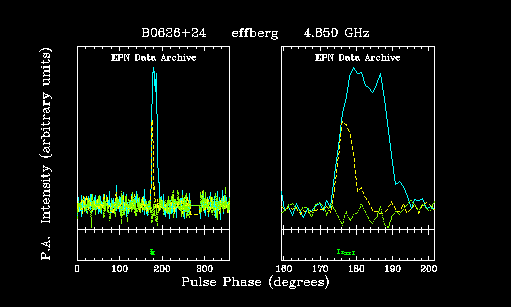 B0626+24 effberg 4.850 GHz
EPN Data Archive EPN Data Archive
P.A. Intensity (arbitrary units)
0 100 200 300 160 170 180 190 200
Pulse Phase (degrees)